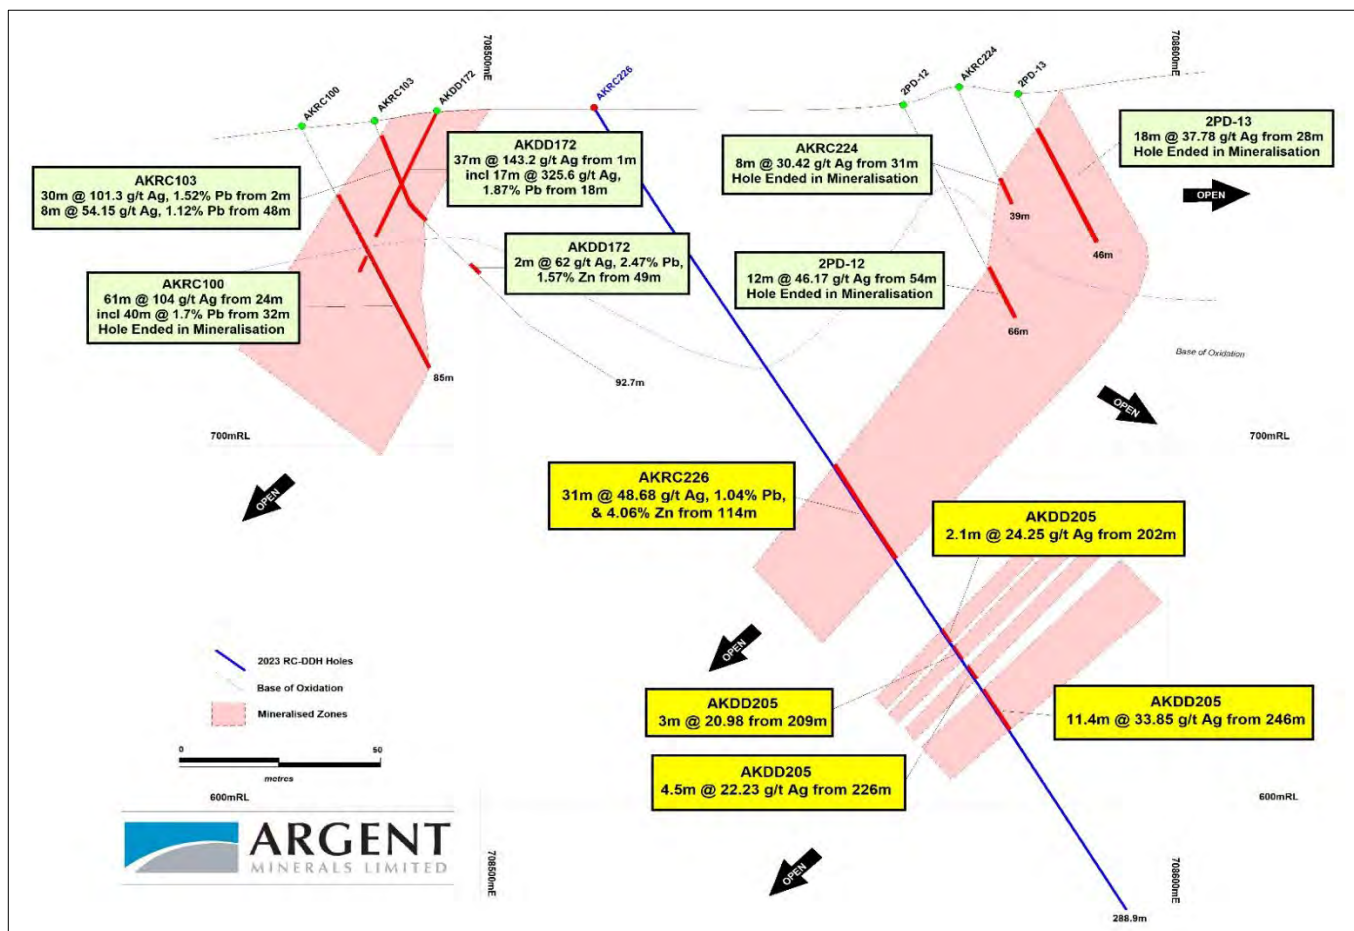 708500mE
708600mE
AKRC100
AKRC103
AKDD172
AKRC226
2PD-12
AKRC224
2PD-13
AKDD172
37m @ 143.2 g/t Ag from 1m
incl 17m @ 325.6 g/t Ag,
1.87% Pb from 18m
AKRC224
8m @ 30.42 g/t Ag from 31m
Hole Ended in Mineralisation
2PD-13
18m @ 37.78 g/t Ag from 28m
Hole Ended in Mineralisation
AKRC103
30m @ 101.3 g/t Ag, 1.52% Pb from 2m
8m @ 54.15 g/t Ag, 1.12% Pb from 48m
OPEN
39m
46m
AKDD172
2m @ 62 g/t Ag, 2.47% Pb,
1.57% Zn from 49m
2PD-12
12m @ 46.17 g/t Ag from 54m
Hole Ended in Mineralisation
AKRC100
61m @ 104 g/t Ag from 24m
incl 40m @ 1.7% Pb from 32m
Hole Ended in Mineralisation
66m
Base of Oxidation
85m
92.7m
OPEN
700mRL
700mRL
OPEN
AKRC226
31m @ 48.68 g/t Ag, 1.04% Pb,
& 4.06% Zn from 114m
AKDD205
2.1m @ 24.25 g/t Ag from 202m
OPEN
2023 RC-DDH Holes
Base of Oxidation
Mineralised Zones
AKDD205
3m @ 20.98 from 209m
AKDD205
11.4m @ 33.85 g/t Ag from 246m
0
50
metres
AKDD205
4.5m @ 22.23 g/t Ag from 226m
600mRL
600mRL
ARGENT
MINERALS LIMITED
708500mE
OPEN
708600mE
288.9m